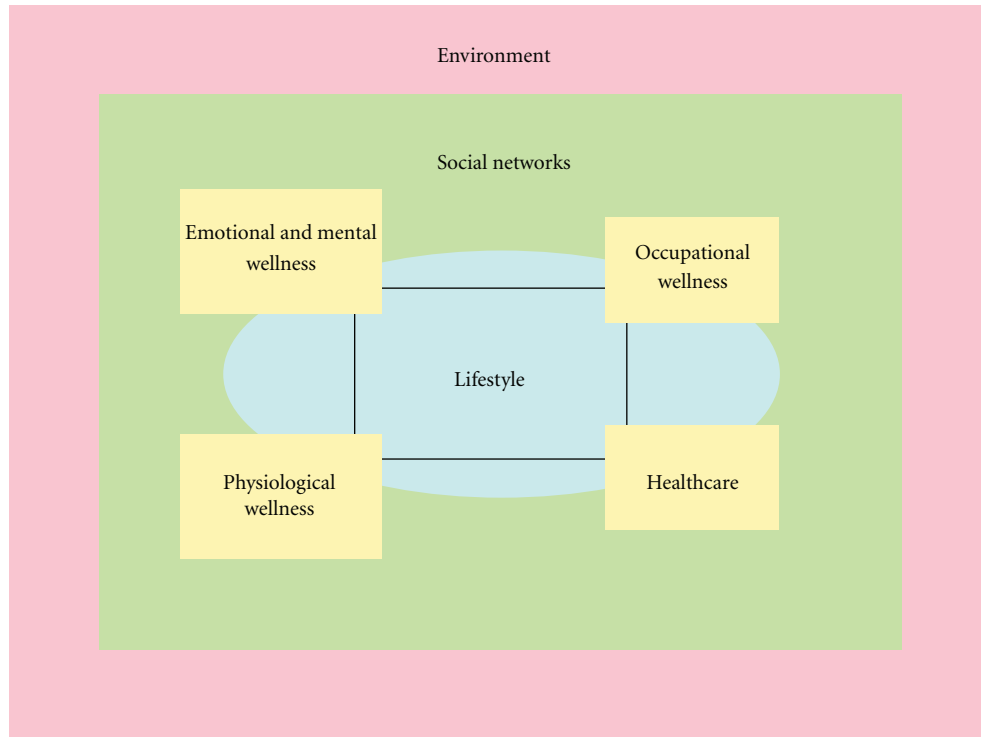 Environment
Social networks
Emotional and mental
wellness
Occupational
wellness
Lifestyle
Physiological
wellness
Healthcare